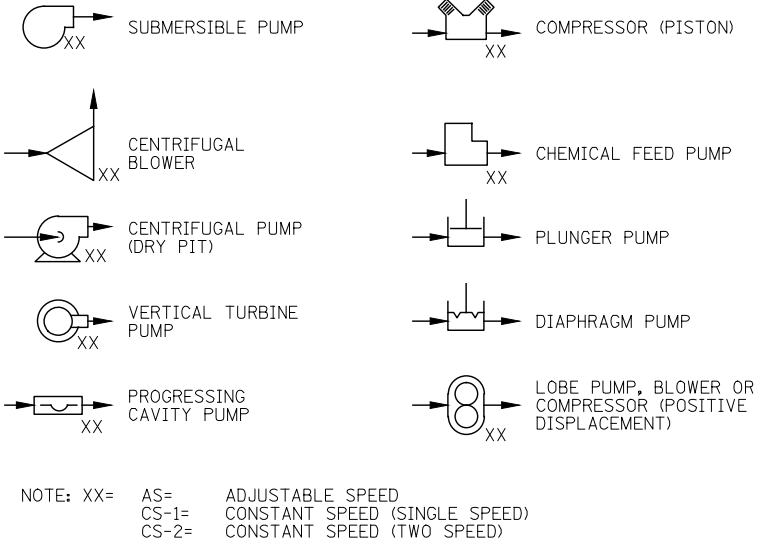 SUBMERSIBLE PUMP
XX
CENTRIFUGAL
BLOWER
XX
CENTRIFUGAL PUMP
(DRY PIT)
XX
VERTICAL TURBINE
PUMP
XX
PROGRESSING
CAVITY PUMP
XX
COMPRESSOR (PISTON)
XX
CHEMICAL FEED PUMP
XX
PLUNGER PUMP
DIAPHRAGM PUMP
LOBE PUMP, BLOWER OR
COMPRESSOR (POSITIVE
DISPLACEMENT)
XX
NOTE: XX= AS= ADJUSTABLE SPEED
CS-1= CONSTANT SPEED (SINGLE SPEED)
CS-2= CONSTANT SPEED (TWO SPEED)